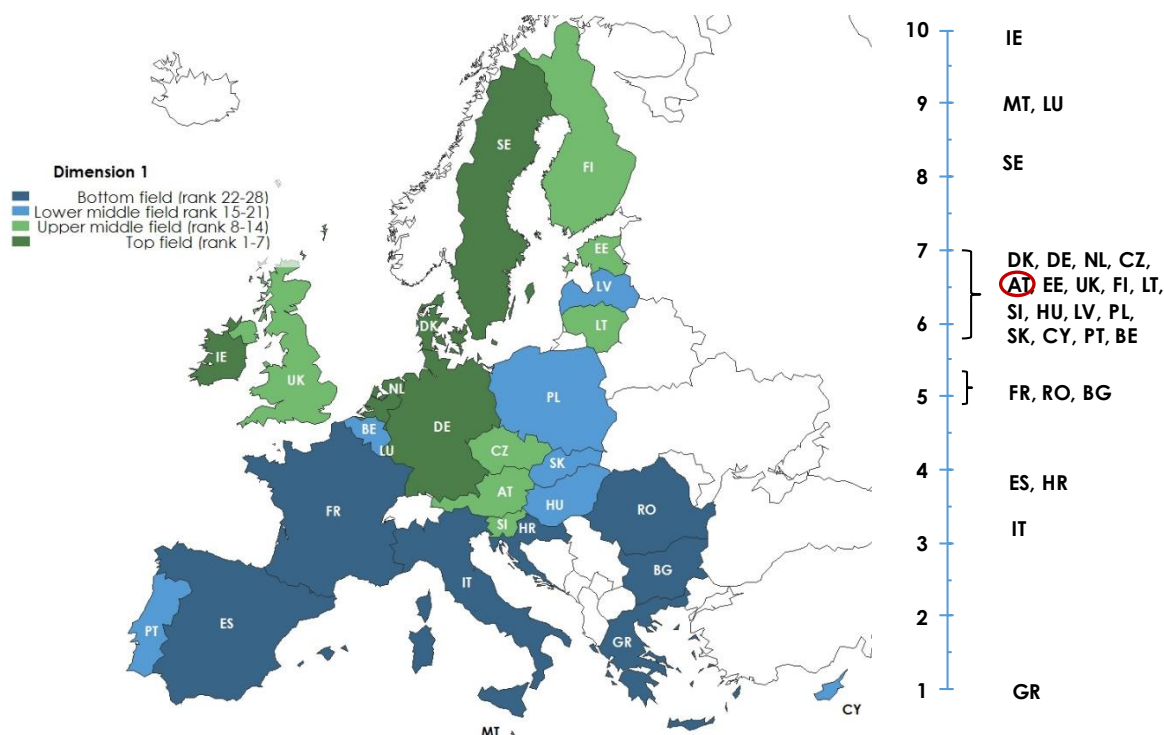 Dimension 1
Bottom field (rank 22-28)
Lower middle field rank 15-21)
Upper middle field (rank 8-14)
Top field (rank 1-7)
SE
FI
EE
LV
LT
DK
IE
UK
NL
PL
BE
DE
LU
CZ
SK
AT
HU
FR
SI
HR
RO
IT
BG
PT
ES
GR
CY
MT
10
IE
9
MT, LU
8
SE
7
DK, DE, NL, CZ,
AT, EE, UK, FI, LT,
SI, HU, LV, PL,
6
SK, CY, PT, BE
5
FR, RO, BG
4
ES, HR
IT
3
2
1
GR